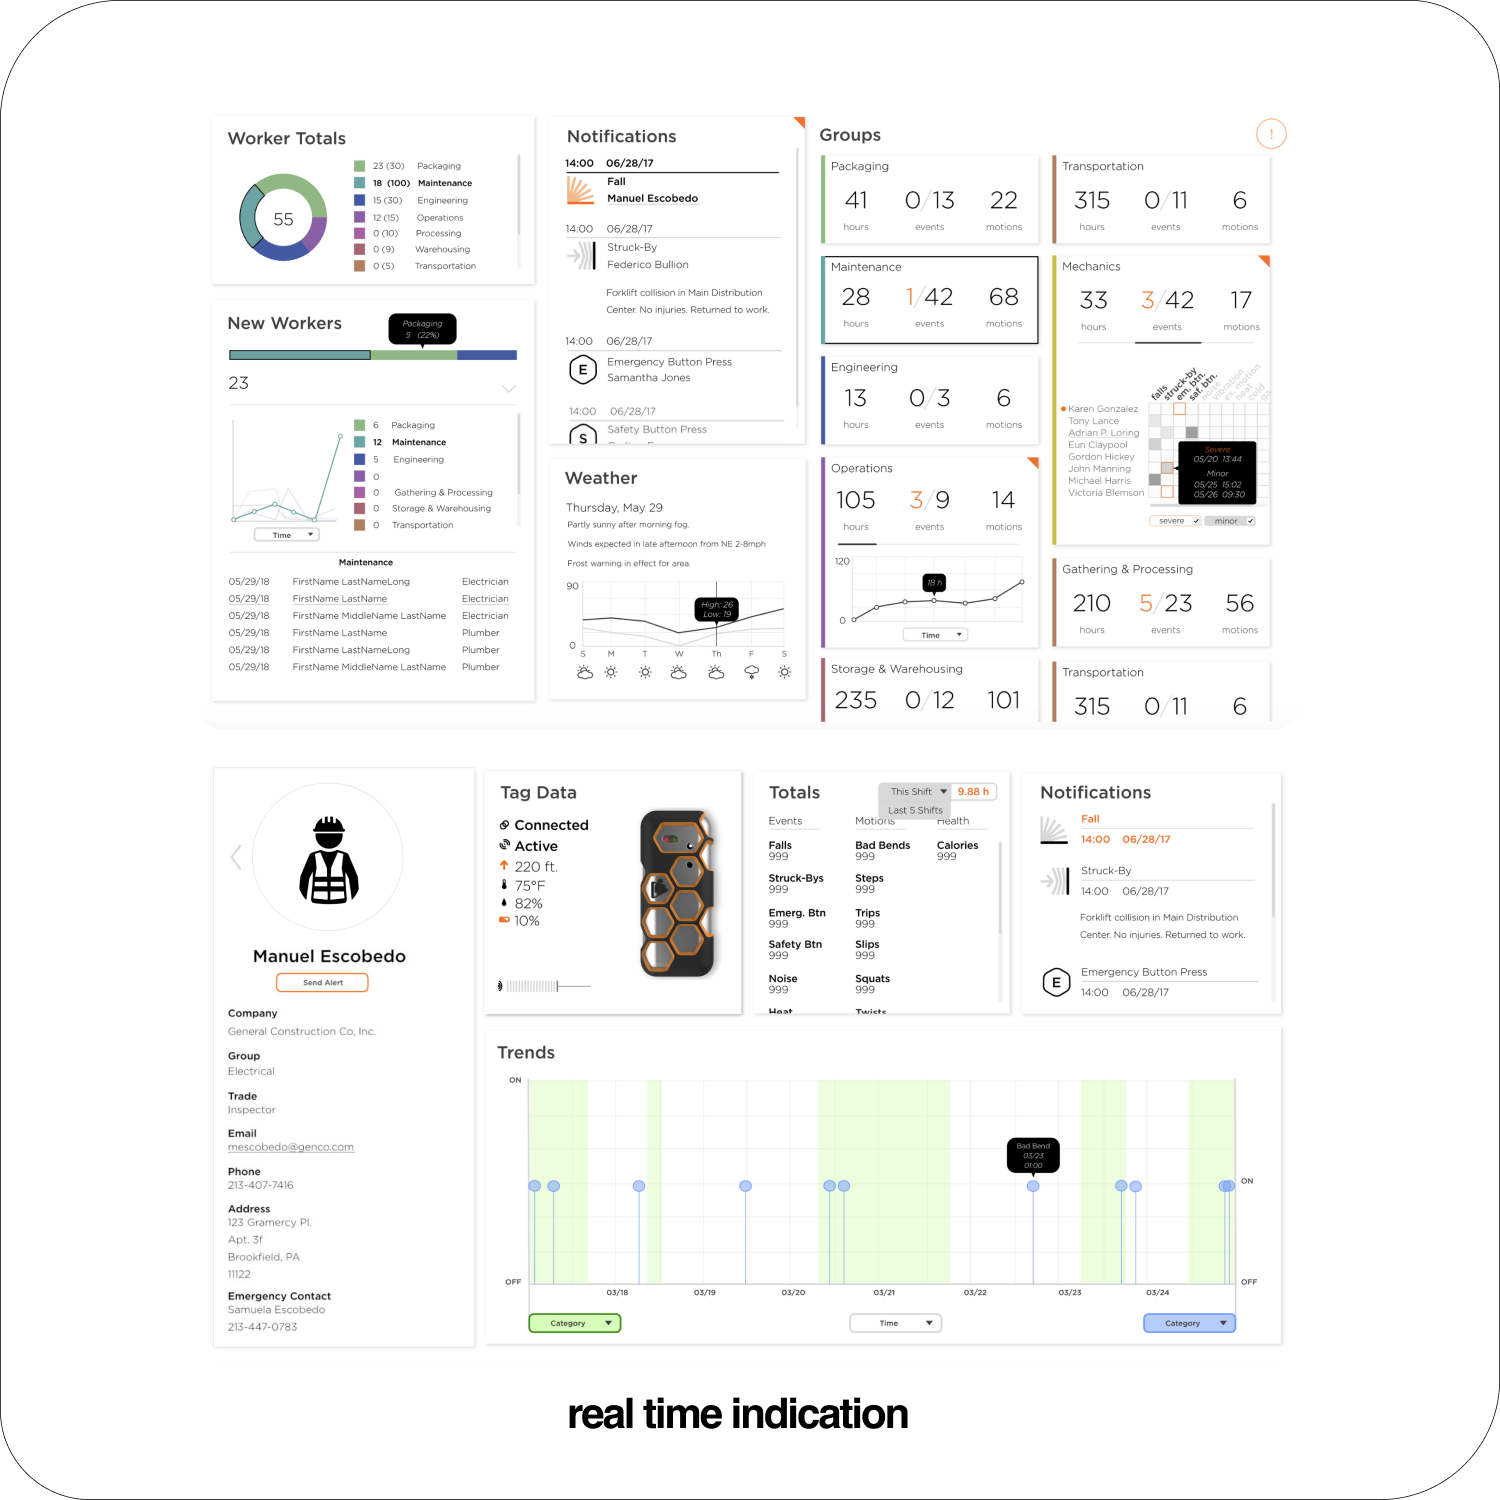 Worker Totals
55
23 (30) Packaging
18 (100) Maintenance
15 (30) Engineering
12 (15) Operations
0 (10) Processing
0 (9) Warehousing
0 (5) Transportation
New Workers
Packaging
5 (22%)
23
6 Packaging
12 Maintenance
5 Engineering
0
0 Gathering & Processing
0 Storage & Warehousing
0 Transportation
Time
Maintenance
05/29/18 FirstName LastNameLong Electrician
05/29/18 FirstName LastName Electrician
05/29/18 FirstName MiddleName LastName Electrician
05/29/18 FirstName LastName Plumber
05/29/18 FirstName LastNameLong Plumber
05/29/18 FirstName MiddleName LastName Plumber
Notifications
14:00 06/28/17
Fall
Manuel Escobedo
14:00 06/28/17
Struck-By
Federico Bullion
Forklift collision in Main Distribution
Center. No injuries. Returned to work.
14:00 06/28/17
E
Emergency Button Press
Samantha Jones
14:00 06/28/17
S
Safety Button Press
Weather
Thursday, May 29
Partly sunny after morning fog.
Winds expected in late afternoon from NE 2-8mph
Frost warning in effect for area.
90
High: 26
Low: 19
0
S M T W Th F S
Groups
!
Packaging
41 0/13 22
hours events motions
Maintenance
28 1/42 68
hours events motions
Engineering
13 0/3 6
hours events motions
Operations
105 3/9 14
hours events motions
120
18 h
0
Time
Storage & Warehousing
235 0/12 101
Transportation
315 0/11 6
hours events motions
Mechanics
33 3/42 17
hours events motions
falls struck-by em. btn. saf. btn. noise vibration ex. motion heat cold
Karen Gonzalez
Tony Lance
Adrian P. Loring
Eun Claypool
Gordon Hickey
John Manning
Michael Harris
Victoria Blemson
Severe
05/20 13:44
Minor
05/25 15:02
05/26 09:30
severe minor
Gathering & Processing
210 5/23 56
hours events motions
Transportation
315 0/11 6
Manuel Escobedo
Send Alert
Company
General Construction Co, Inc.
Group
Electrical
Trade
Inspector
Email
mescobedo@genco.com
Phone
213-407-7416
Address
123 Gramercy Pl.
Apt. 3f
Brookfield, PA
11122
Emergency Contact
Samuela Escobedo
213-447-0783
Tag Data
Connected
Active
220 ft.
75°F
82%
10%
Totals
This Shift 9.88 h
Last 5 Shifts
Events Motions Health
Falls Bad Bends Calories
999 999 999
Struck-Bys Steps
999 999
Emerg. Btn Trips
999 999
Safety Btn Slips
999 999
Noise Squats
999 999
Heat Twists
Notifications
Fall
14:00 06/28/17
Struck-By
14:00 06/28/17
Forklift collision in Main Distribution
Center. No injuries. Returned to work.
E
Emergency Button Press
14:00 06/28/17
Trends
ON
Bad Bend
03/23
01:00
ON
OFF OFF
03/18 03/19 03/20 03/21 03/22 03/23 03/24
Category Time Category
real time indication